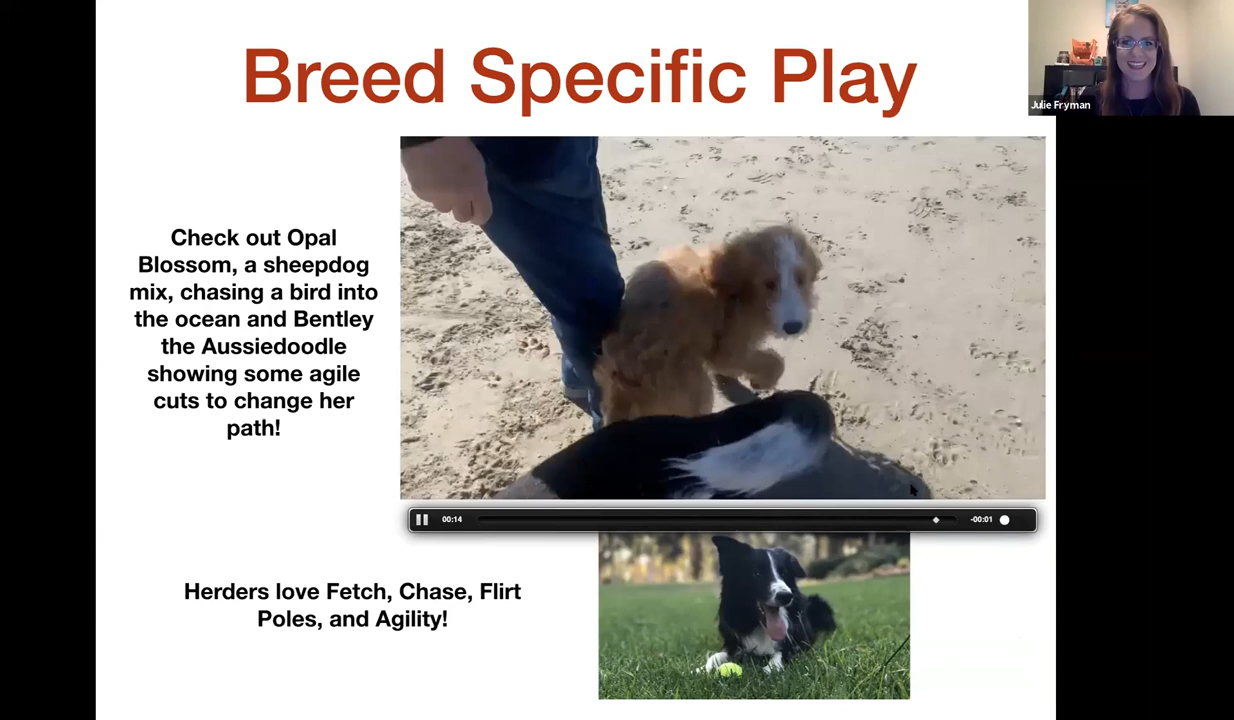 Breed Specific Play
Julie Fryman
Check out Opal
Blossom, a sheepdog
mix, chasing a bird into
the ocean and Bentley
the Aussiedoodle
showing some agile
cuts to change her
path!
00:14
-00:01
Herders love Fetch, Chase, Flirt
Poles, and Agility!